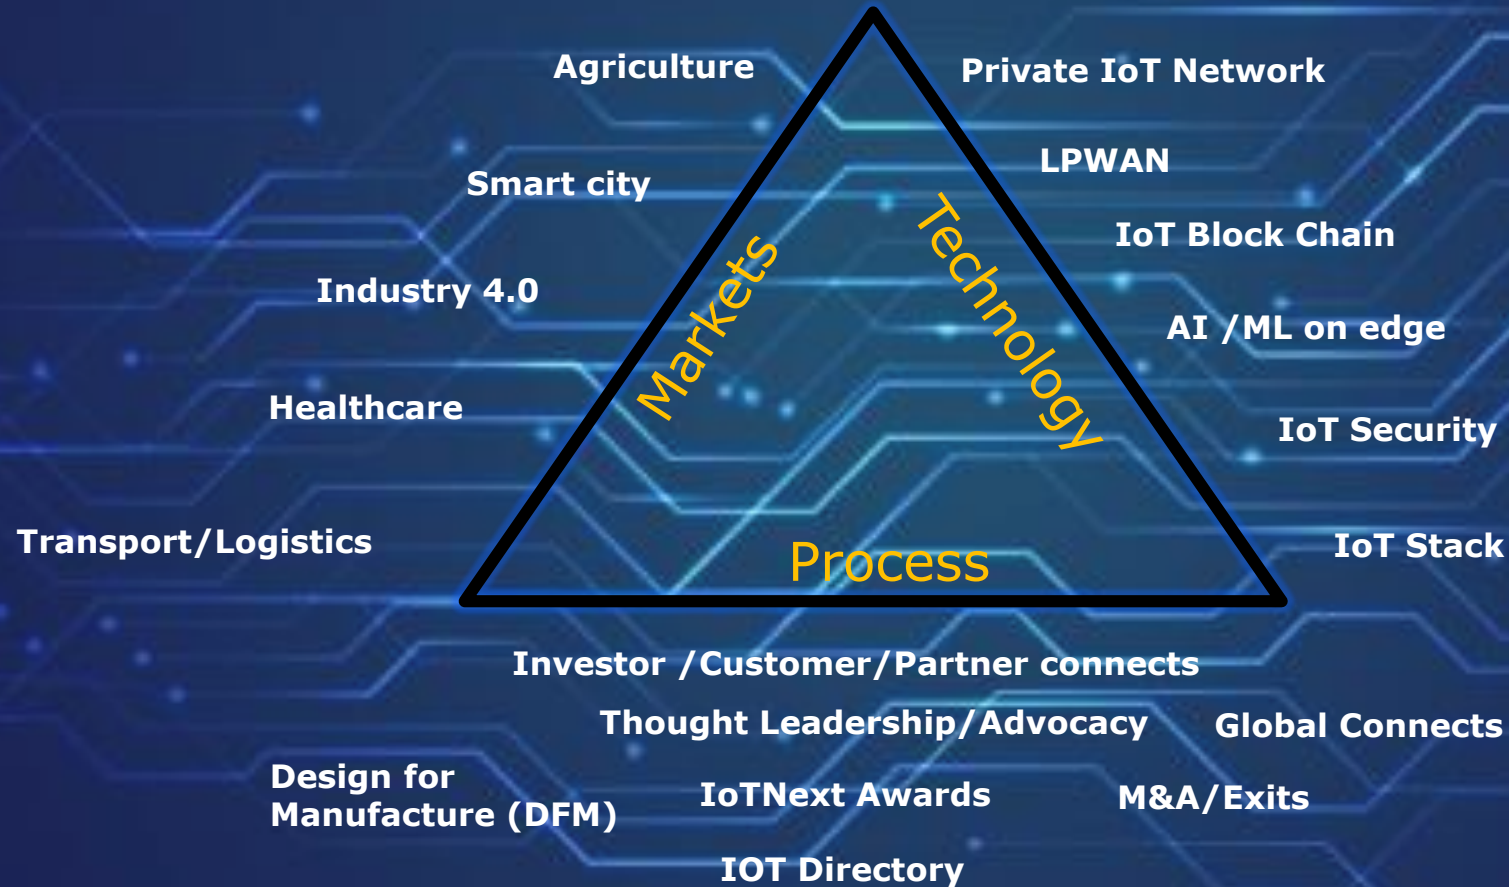 Agriculture
Private IoT Network
LPWAN
Smart city
IoT Block Chain
Industry 4.0
AI /ML on edge
Healthcare
IoT Security
Transport/Logistics
IoT Stack
Markets
Technology
Process
Investor /Customer/Partner connects
Thought Leadership/Advocacy
Global Connects
Design for
Manufacture (DFM)
IoTNext Awards
M&A/Exits
IOT Directory